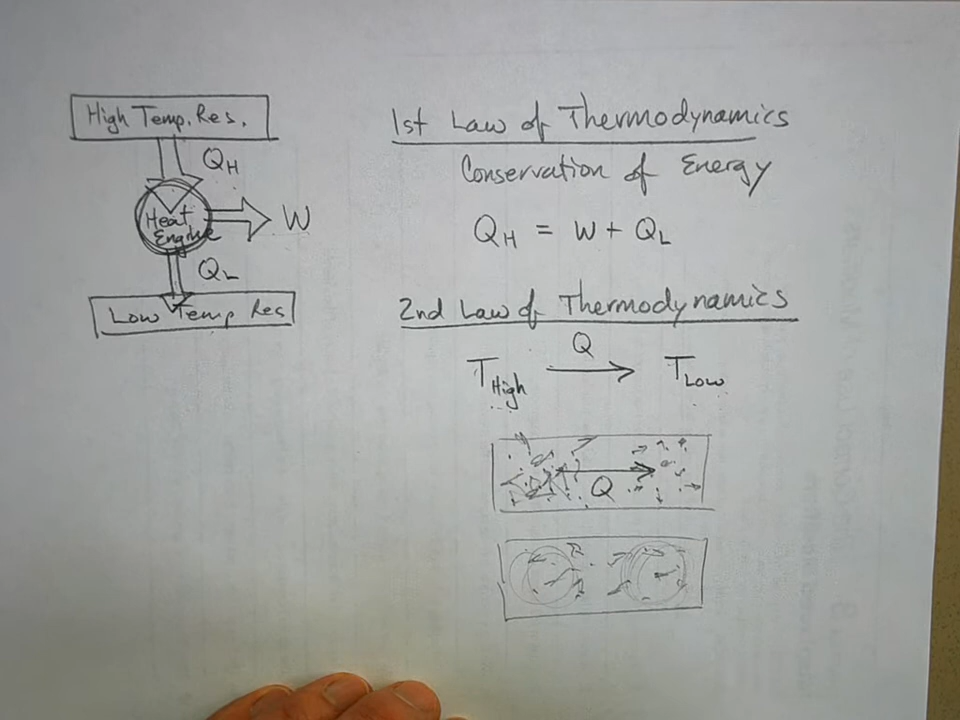 High Temp. Res.
QH
Heat
Engine
W
QL
Low Temp Res
1st Law of Thermodynamics
Conservation of Energy
QH = W + QL
2nd Law of Thermodynamics
Q
THigh → TLow
Q